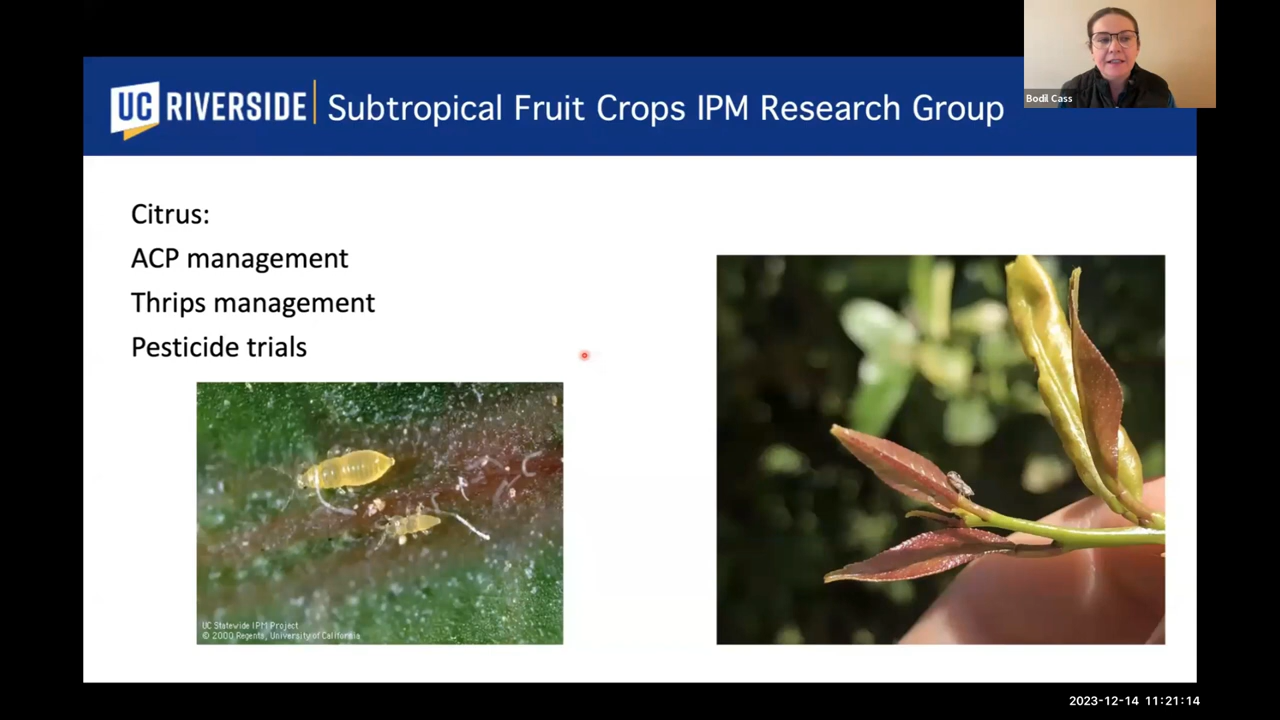 UC RIVERSIDE Subtropical Fruit Crops IPM Research Group
Bodil Cass
Citrus:
ACP management
Thrips management
Pesticide trials
UC Statewide IPM Project
© 2000 Regents, University of California
2023-12-14 11:21:14